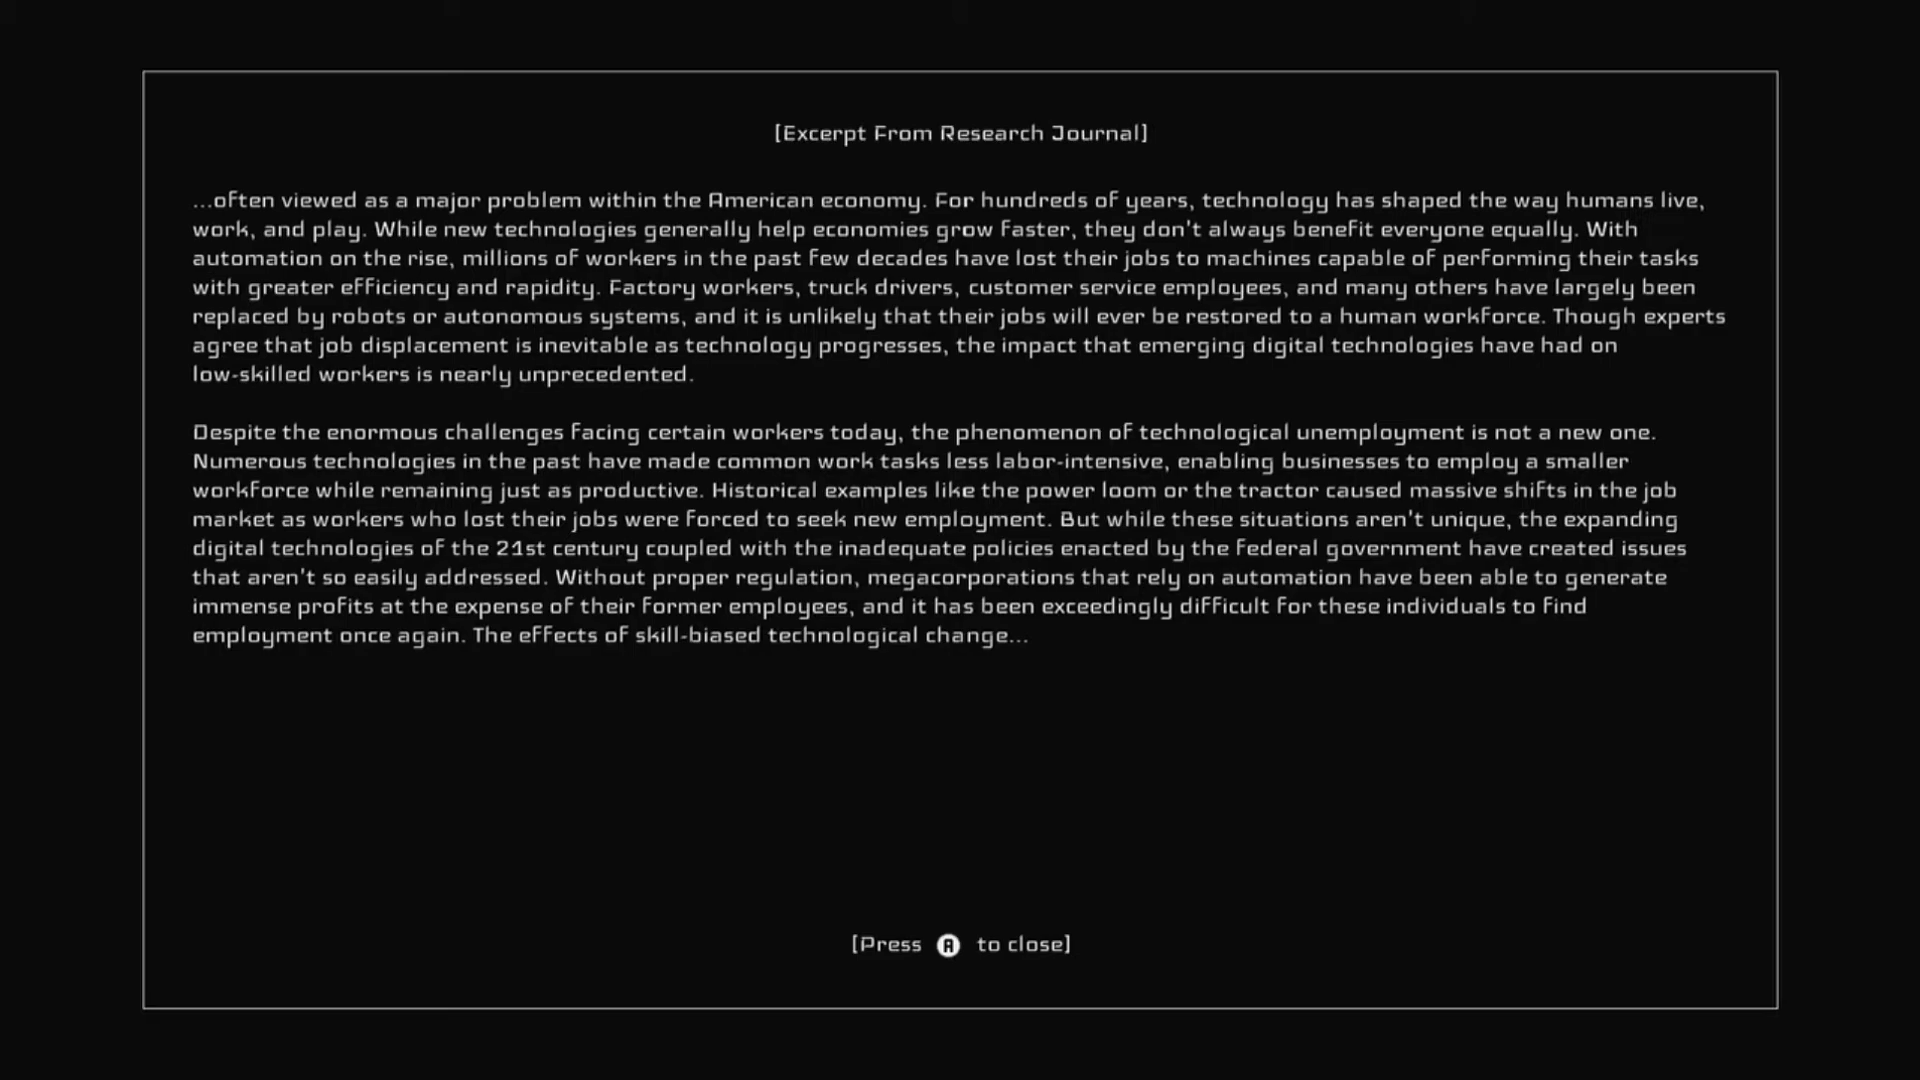 [Excerpt From Research Journal]
...often viewed as a major problem within the American economy. For hundreds of years, technology has shaped the way humans live,
work, and play. While new technologies generally help economies grow faster, they don't always benefit everyone equally. With
automation on the rise, millions of workers in the past few decades have lost their jobs to machines capable of performing their tasks
with greater efficiency and rapidity. Factory workers, truck drivers, customer service employees, and many others have largely been
replaced by robots or autonomous systems, and it is unlikely that their jobs will ever be restored to a human workforce. Though experts
agree that job displacement is inevitable as technology progresses, the impact that emerging digital technologies have had on
low-skilled workers is nearly unprecedented.
Despite the enormous challenges facing certain workers today, the phenomenon of technological unemployment is not a new one.
Numerous technologies in the past have made common work tasks less labor-intensive, enabling businesses to employ a smaller
workforce while remaining just as productive. Historical examples like the power loom or the tractor caused massive shifts in the job
market as workers who lost their jobs were forced to seek new employment. But while these situations aren't unique, the expanding
digital technologies of the 21st century coupled with the inadequate policies enacted by the federal government have created issues
that aren't so easily addressed. Without proper regulation, megacorporations that rely on automation have been able to generate
immense profits at the expense of their former employees, and it has been exceedingly difficult for these individuals to find
employment once again. The effects of skill-biased technological change...
[Press A to close]